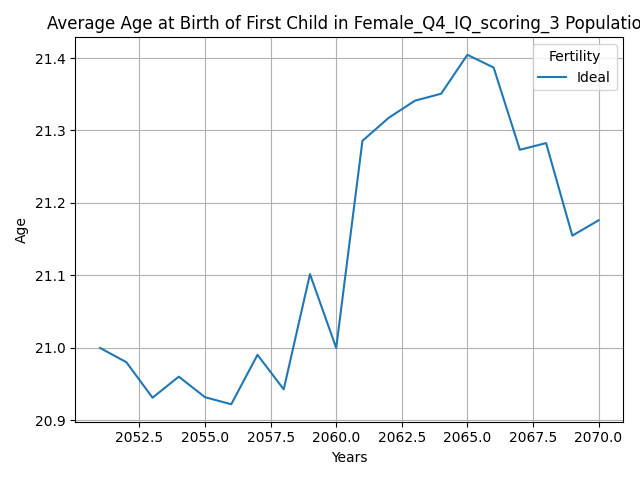 Average Age at Birth of First Child in Female_Q4_IQ_scoring_3 Populatio
Fertility
Ideal
21.4
21.3
21.2
21.1
21.0
20.9
Age
2052.5 2055.0 2057.5 2060.0 2062.5 2065.0 2067.5 2070.0
Years